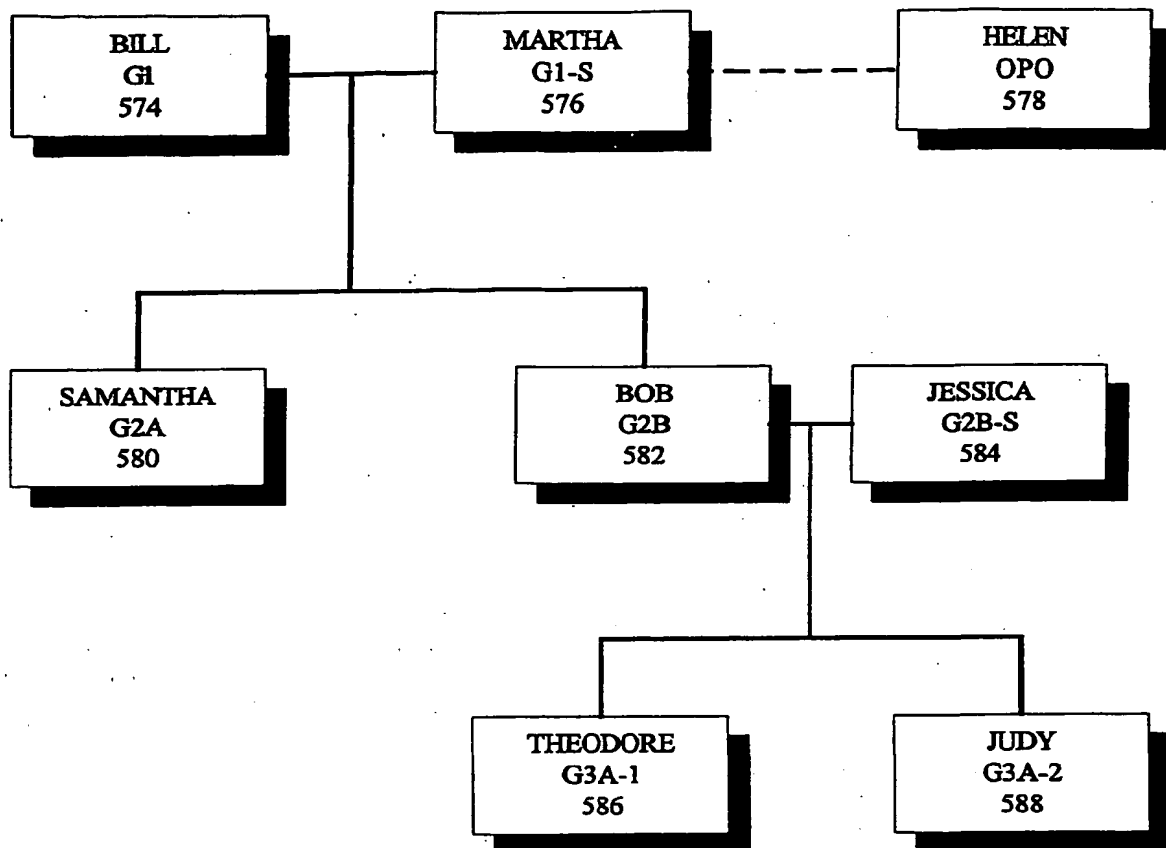 BILL
G1
574
MARTHA
G1-S
576
HELEN
OPO
578
SAMANTHA
G2A
580
BOB
G2B
582
JESSICA
G2B-S
584
THEODORE
G3A-1
586
JUDY
G3A-2
588